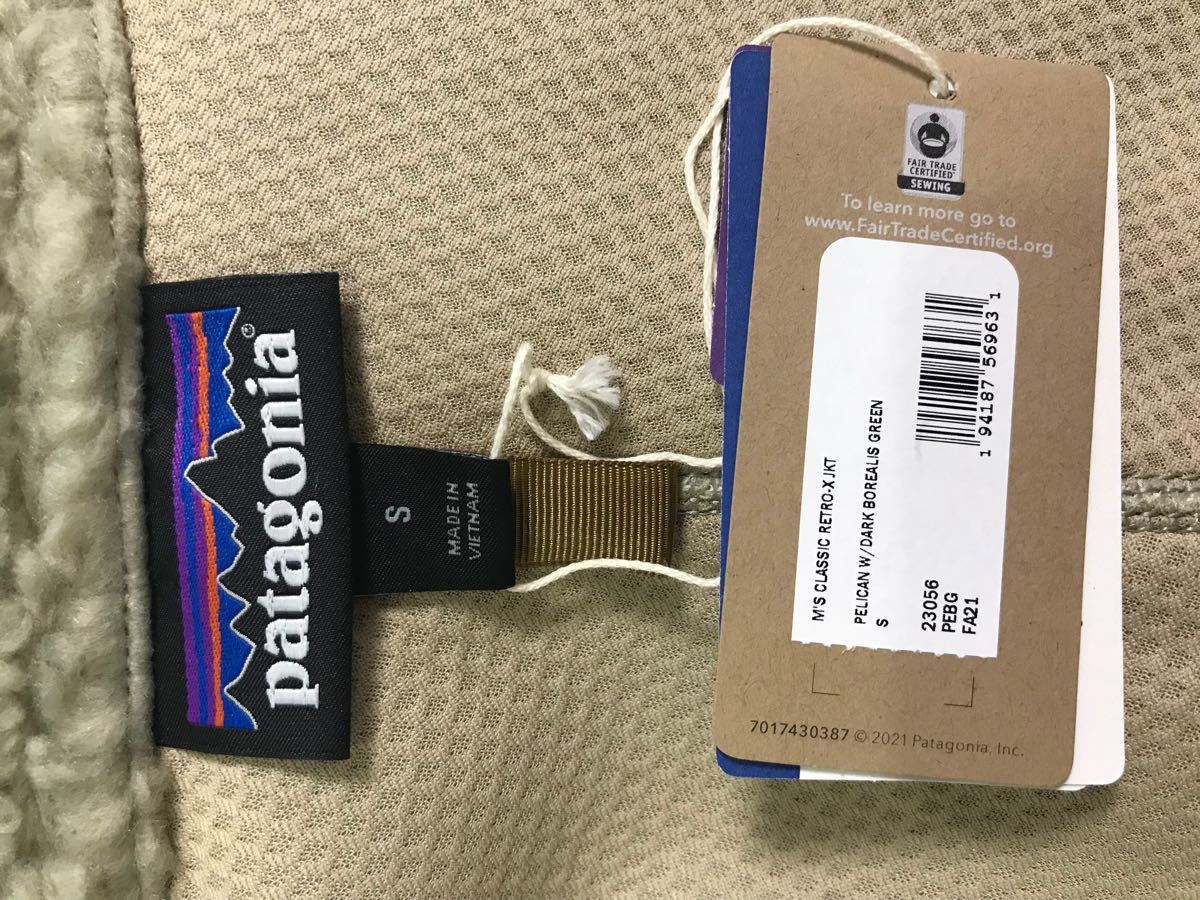 patagonia®
S
MADE IN
VIETNAM
FAIR TRADE
CERTIFIED™
SEWING
To learn more go to
www.FairTradeCertified.org
1 94187 56963 1
M'S CLASSIC RETRO-X JKT
PELICAN W/DARK BOREALIS GREEN
S
23056
PEBG
FA21
7017430387 © 2021 Patagonia, Inc.